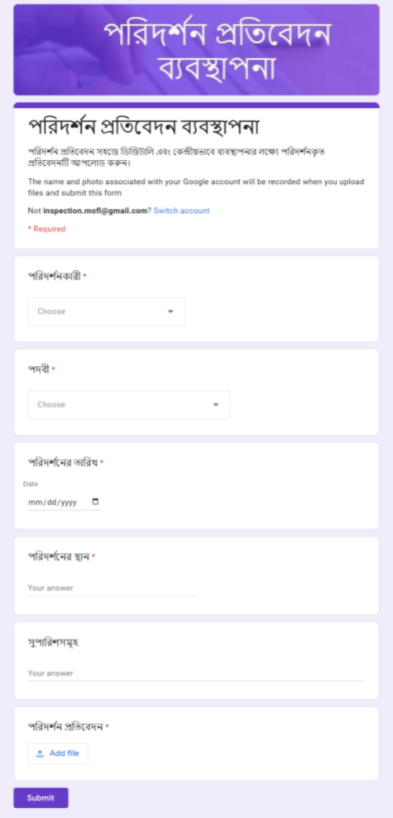 পরিদর্শন প্রতিবেদন
ব্যবস্থাপনা
পরিদর্শন প্রতিবেদন ব্যবস্থাপনা
পরিদর্শন প্রতিবেদন সহজে ডিজিটালি এবং কেন্দ্রীয়ভাবে ব্যবস্থাপনার লক্ষ্যে পরিদর্শনকৃত
প্রতিবেদনটি আপলোড করুন।
The name and photo associated with your Google account will be recorded when you upload
files and submit this form
Not inspection.mofl@gmail.com? Switch account
* Required
পরিদর্শনকারী *
Choose
পদবী *
Choose
পরিদর্শনের তারিখ *
Date
mm/dd/yyyy
পরিদর্শনের স্থান *
Your answer
সুপারিশসমূহ
Your answer
পরিদর্শন প্রতিবেদন *
Add file
Submit